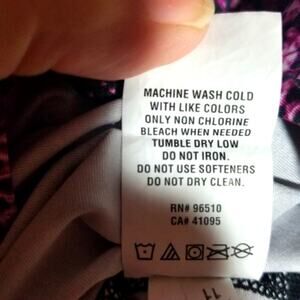 MACHINE WASH COLD
WITH LIKE COLORS
ONLY NON CHLORINE
BLEACH WHEN NEEDED
TUMBLE DRY LOW
DO NOT IRON.
DO NOT USE SOFTENERS
DO NOT DRY CLEAN.
RN# 96510
CA# 41095
11